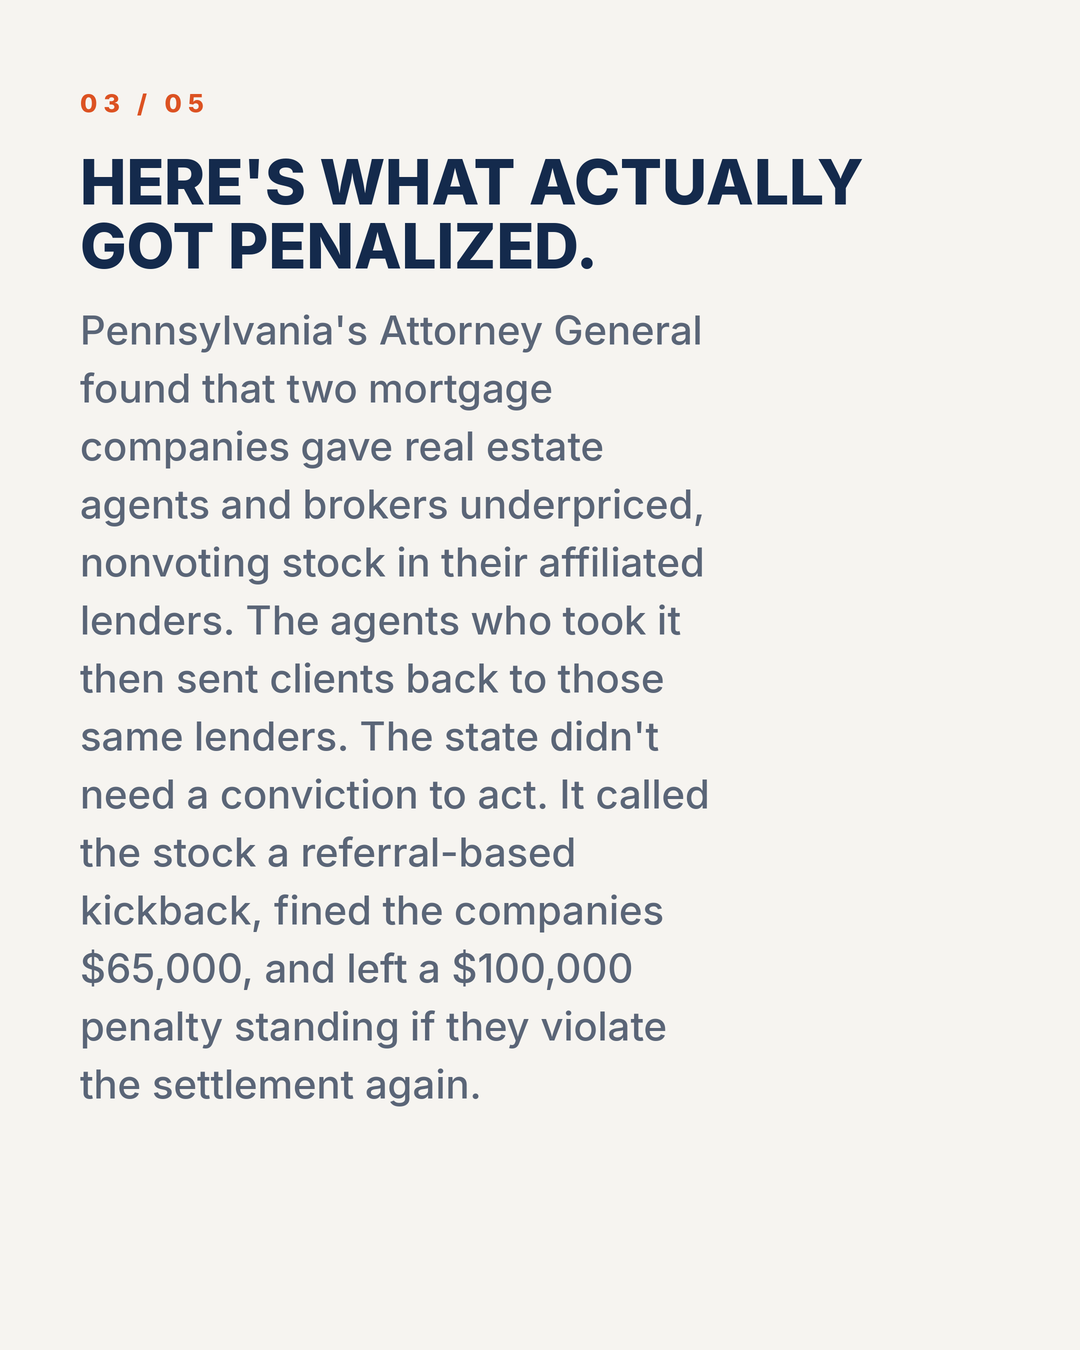 03 / 05
HERE'S WHAT ACTUALLY
GOT PENALIZED.
Pennsylvania's Attorney General
found that two mortgage
companies gave real estate
agents and brokers underpriced,
nonvoting stock in their affiliated
lenders. The agents who took it
then sent clients back to those
same lenders. The state didn't
need a conviction to act. It called
the stock a referral-based
kickback, fined the companies
$65,000, and left a $100,000
penalty standing if they violate
the settlement again.